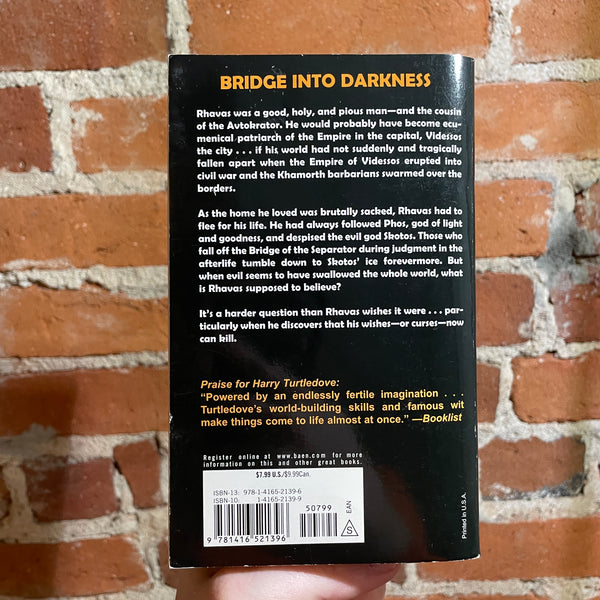 BRIDGE INTO DARKNESS
Rhavas was a good, holy, and pious man—and the cousin
of the Avtokrator. He would probably have become ecu-
menical patriarch of the Empire in the capital, Videssos
the city . . . if his world had not suddenly and tragically
fallen apart when the Empire of Videssos erupted into
civil war and the Khamorth barbarians swarmed over the
borders.
As the home he loved was brutally sacked, Rhavas had to
flee for his life. He had always followed Phos, god of light
and goodness, and despised the evil god Skotos. Those who
fall off the Bridge of the Separator during judgment in the
afterlife tumble down to Skotos' ice forevermore. But
when evil seems to have swallowed the whole world, what
is Rhavas supposed to believe?
It's a harder question than Rhavas wishes it were . . . par-
ticularly when he discovers that his wishes—or curses—now
can kill.
Praise for Harry Turtledove:
“Powered by an endlessly fertile imagination . . .
Turtledove's world-building skills and famous wit
make things come to life almost at once.” —Booklist
Register online at www.baen.com for more
information on this and other great books.
$7.99 U.S./$9.99Can.
ISBN-13: 978-1-4165-2139-6
ISBN-10: 1-4165-2139-9
50799
9 781416 521396
S
EAN
Printed in U.S.A.